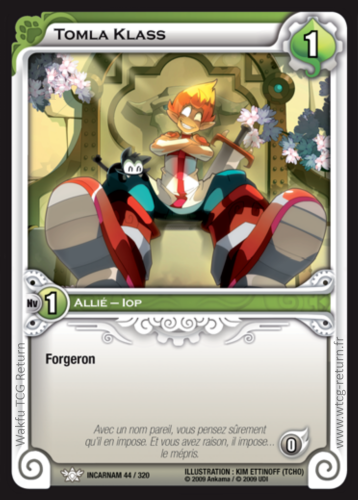 Tomla Klass
1
Nv 1 Allié – Iop
Forgeron
Avec un nom pareil, vous pensez sûrement
qu'il en impose. Et vous avez raison, il impose...
le mépris.
0
INCARNAM 44 / 320
ILLUSTRATION : KIM ETTINOFF (TCHO)
© 2009 Ankama / © 2009 UDI
Wakfu TCG Return
www.wtcg-return.fr